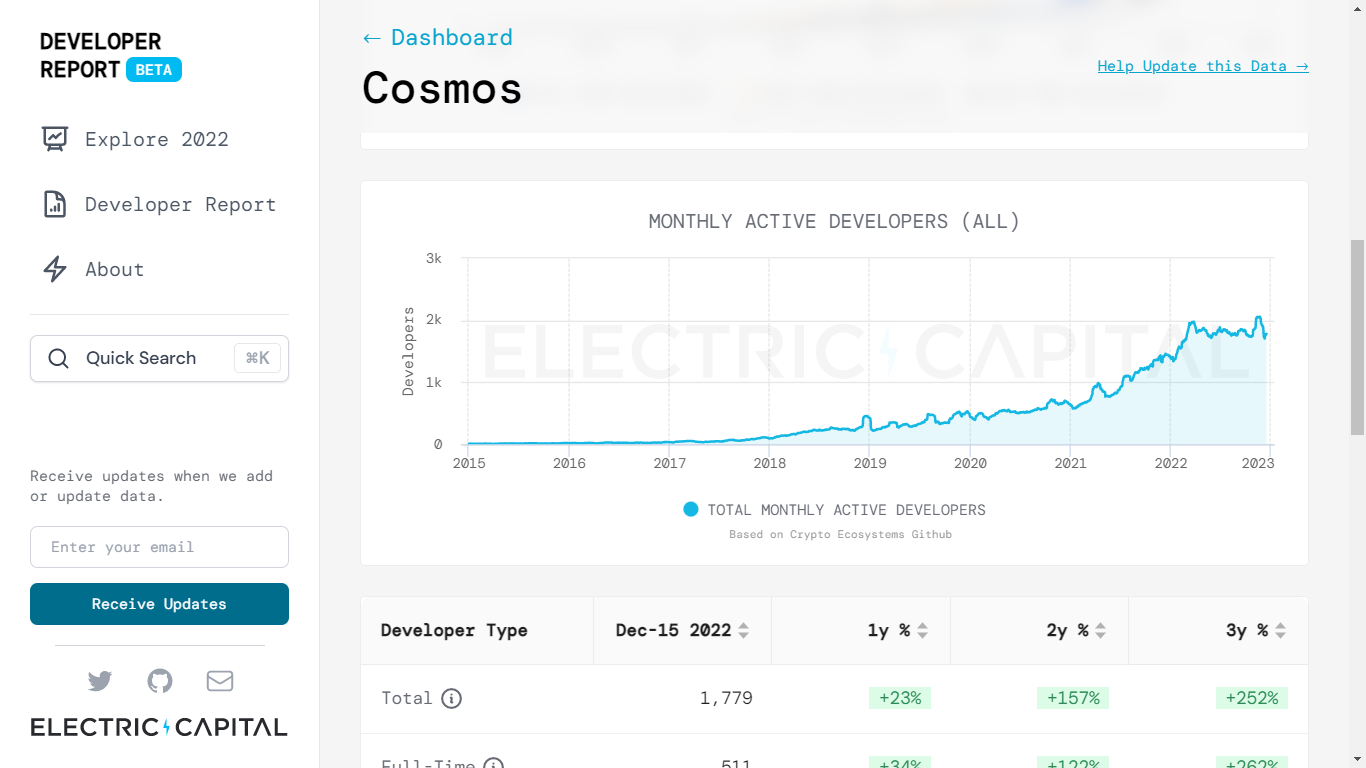 DEVELOPER
REPORT BETA
Explore 2022
Developer Report
About
Quick Search ⌘K
Receive updates when we add
or update data.
Enter your email
Receive Updates
ELECTRIC CAPITAL
← Dashboard
Cosmos
Help Update this Data →
MONTHLY ACTIVE DEVELOPERS (ALL)
3k
2k
1k
0
Developers
ELECTRIC CAPITAL
2015 2016 2017 2018 2019 2020 2021 2022 2023
TOTAL MONTHLY ACTIVE DEVELOPERS
Based on Crypto Ecosystems Github
Developer Type Dec-15 2022 1y % 2y % 3y %
Total 1,779 +23% +157% +252%
Full-Time 511 +34% +122% +262%